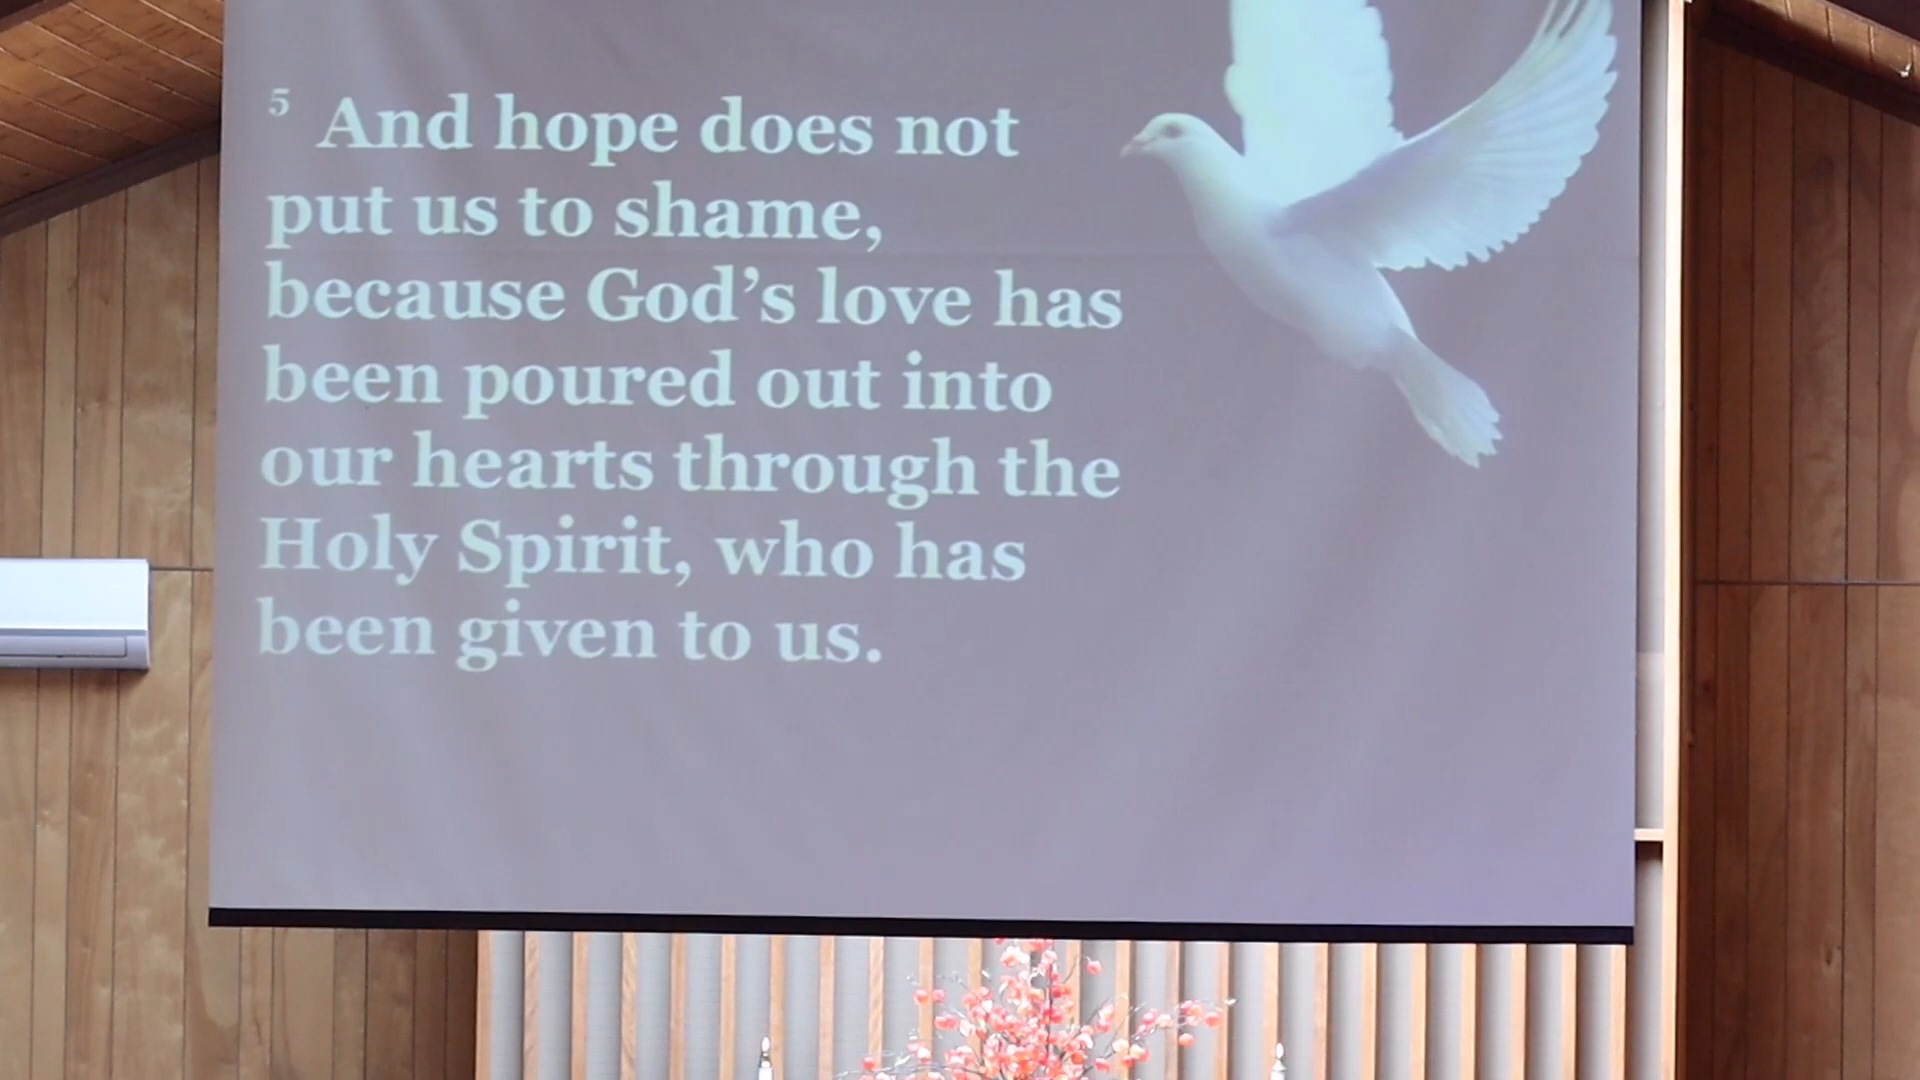 5 And hope does not
put us to shame,
because God’s love has
been poured out into
our hearts through the
Holy Spirit, who has
been given to us.